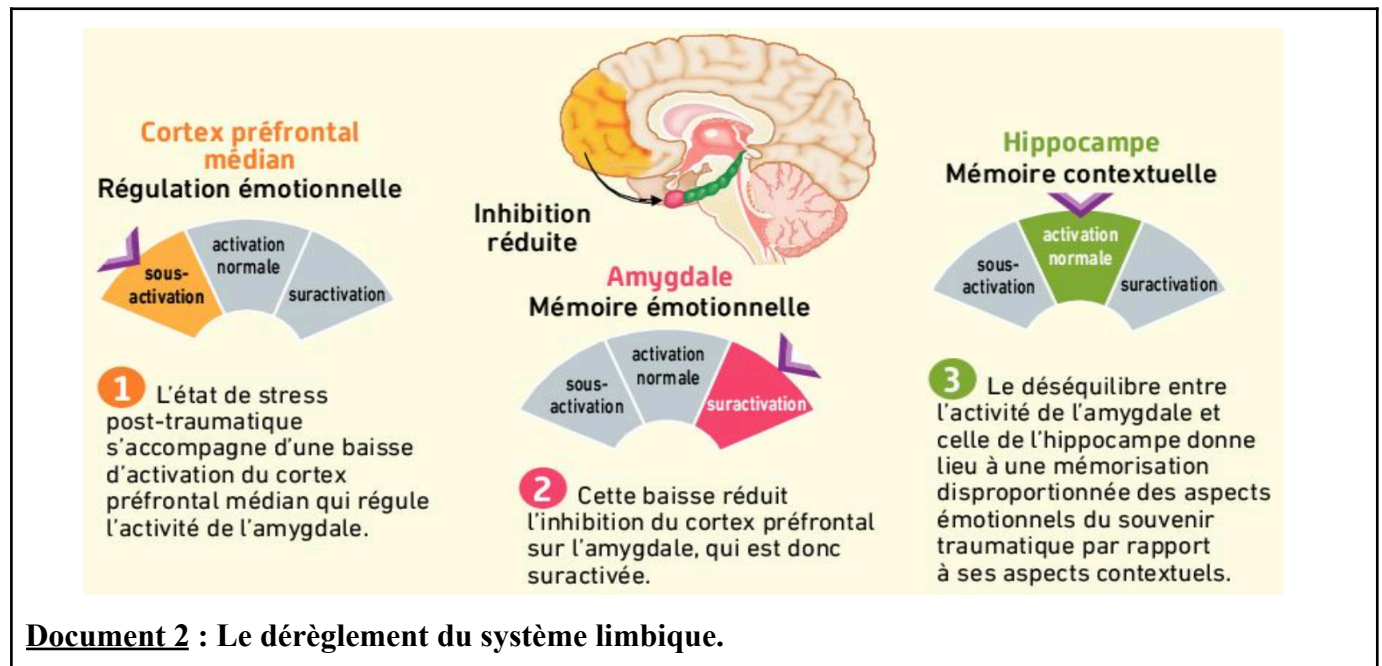 Cortex préfrontal
médian
Régulation émotionnelle
sous-
activation
activation
normale
suractivation
1 L'état de stress
post-traumatique
s'accompagne d'une baisse
d'activation du cortex
préfrontal médian qui régule
l'activité de l'amygdale.
Inhibition
réduite
Amygdale
Mémoire émotionnelle
sous-
activation
activation
normale
suractivation
2 Cette baisse réduit
l'inhibition du cortex préfrontal
sur l'amygdale, qui est donc
suractivée.
Hippocampe
Mémoire contextuelle
sous-
activation
activation
normale
suractivation
3 Le déséquilibre entre
l'activité de l'amygdale et
celle de l'hippocampe donne
lieu à une mémorisation
disproportionnée des aspects
émotionnels du souvenir
traumatique par rapport
à ses aspects contextuels.
Document 2 : Le dérèglement du système limbique.